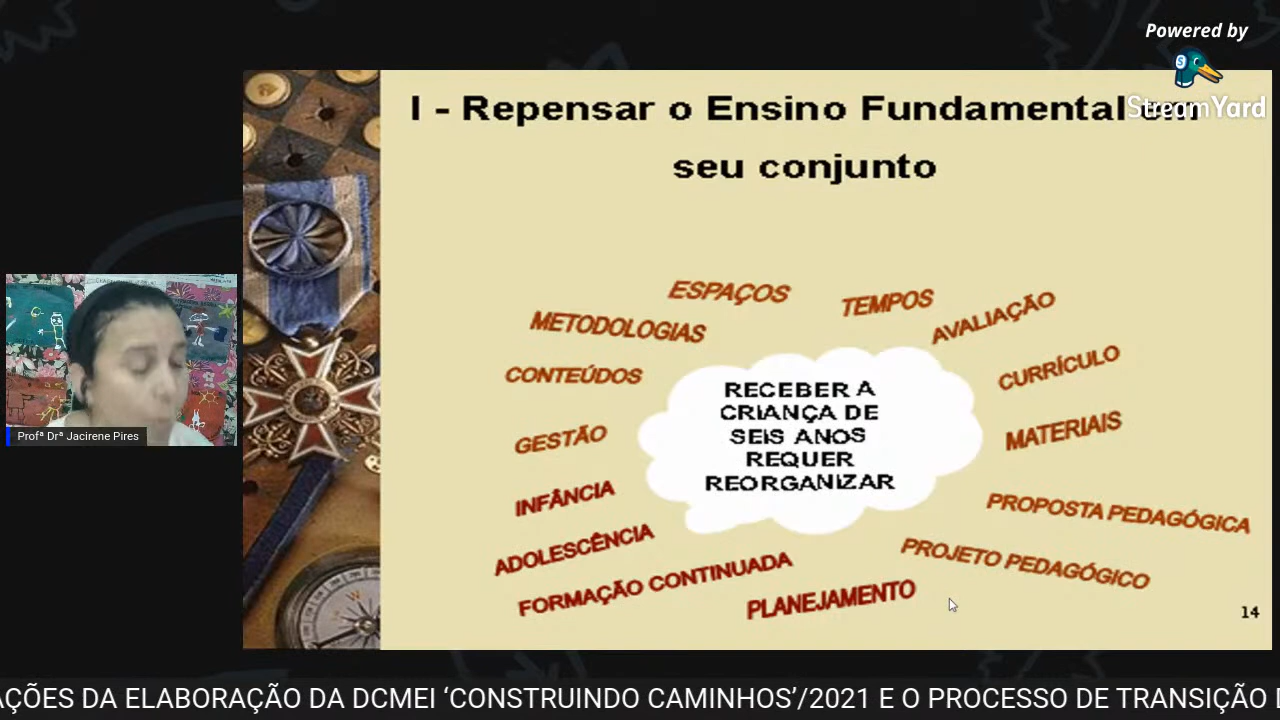 Powered by
StreamYard
I - Repensar o Ensino Fundamental em
seu conjunto
ESPAÇOS
TEMPOS
METODOLOGIAS
AVALIAÇÃO
CONTEÚDOS
CURRÍCULO
RECEBER A
CRIANÇA DE
SEIS ANOS
REQUER
REORGANIZAR
GESTÃO
MATERIAIS
INFÂNCIA
PROPOSTA PEDAGÓGICA
ADOLESCÊNCIA
PROJETO PEDAGÓGICO
FORMAÇÃO CONTINUADA
PLANEJAMENTO
14
Profª Drª Jacirene Pires
AÇÕES DA ELABORAÇÃO DA DCMEI ‘CONSTRUINDO CAMINHOS’/2021 E O PROCESSO DE TRANSIÇÃO